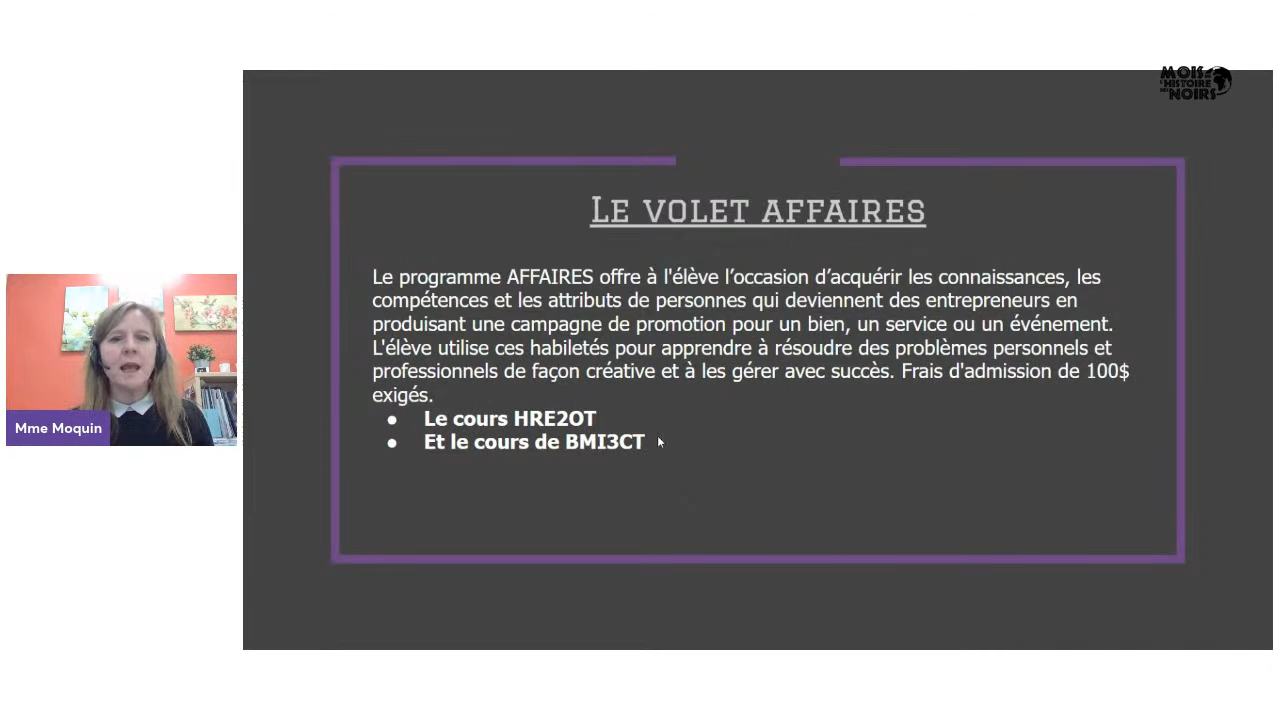 MOIS DE
L'HISTOIRE
DES
NOIRS
Le volet affaires
Le programme AFFAIRES offre à l'élève l’occasion d’acquérir les connaissances, les
compétences et les attributs de personnes qui deviennent des entrepreneurs en
produisant une campagne de promotion pour un bien, un service ou un événement.
L'élève utilise ces habiletés pour apprendre à résoudre des problèmes personnels et
professionnels de façon créative et à les gérer avec succès. Frais d'admission de 100$
exigés.
● Le cours HRE2OT
● Et le cours de BMI3CT
Mme Moquin